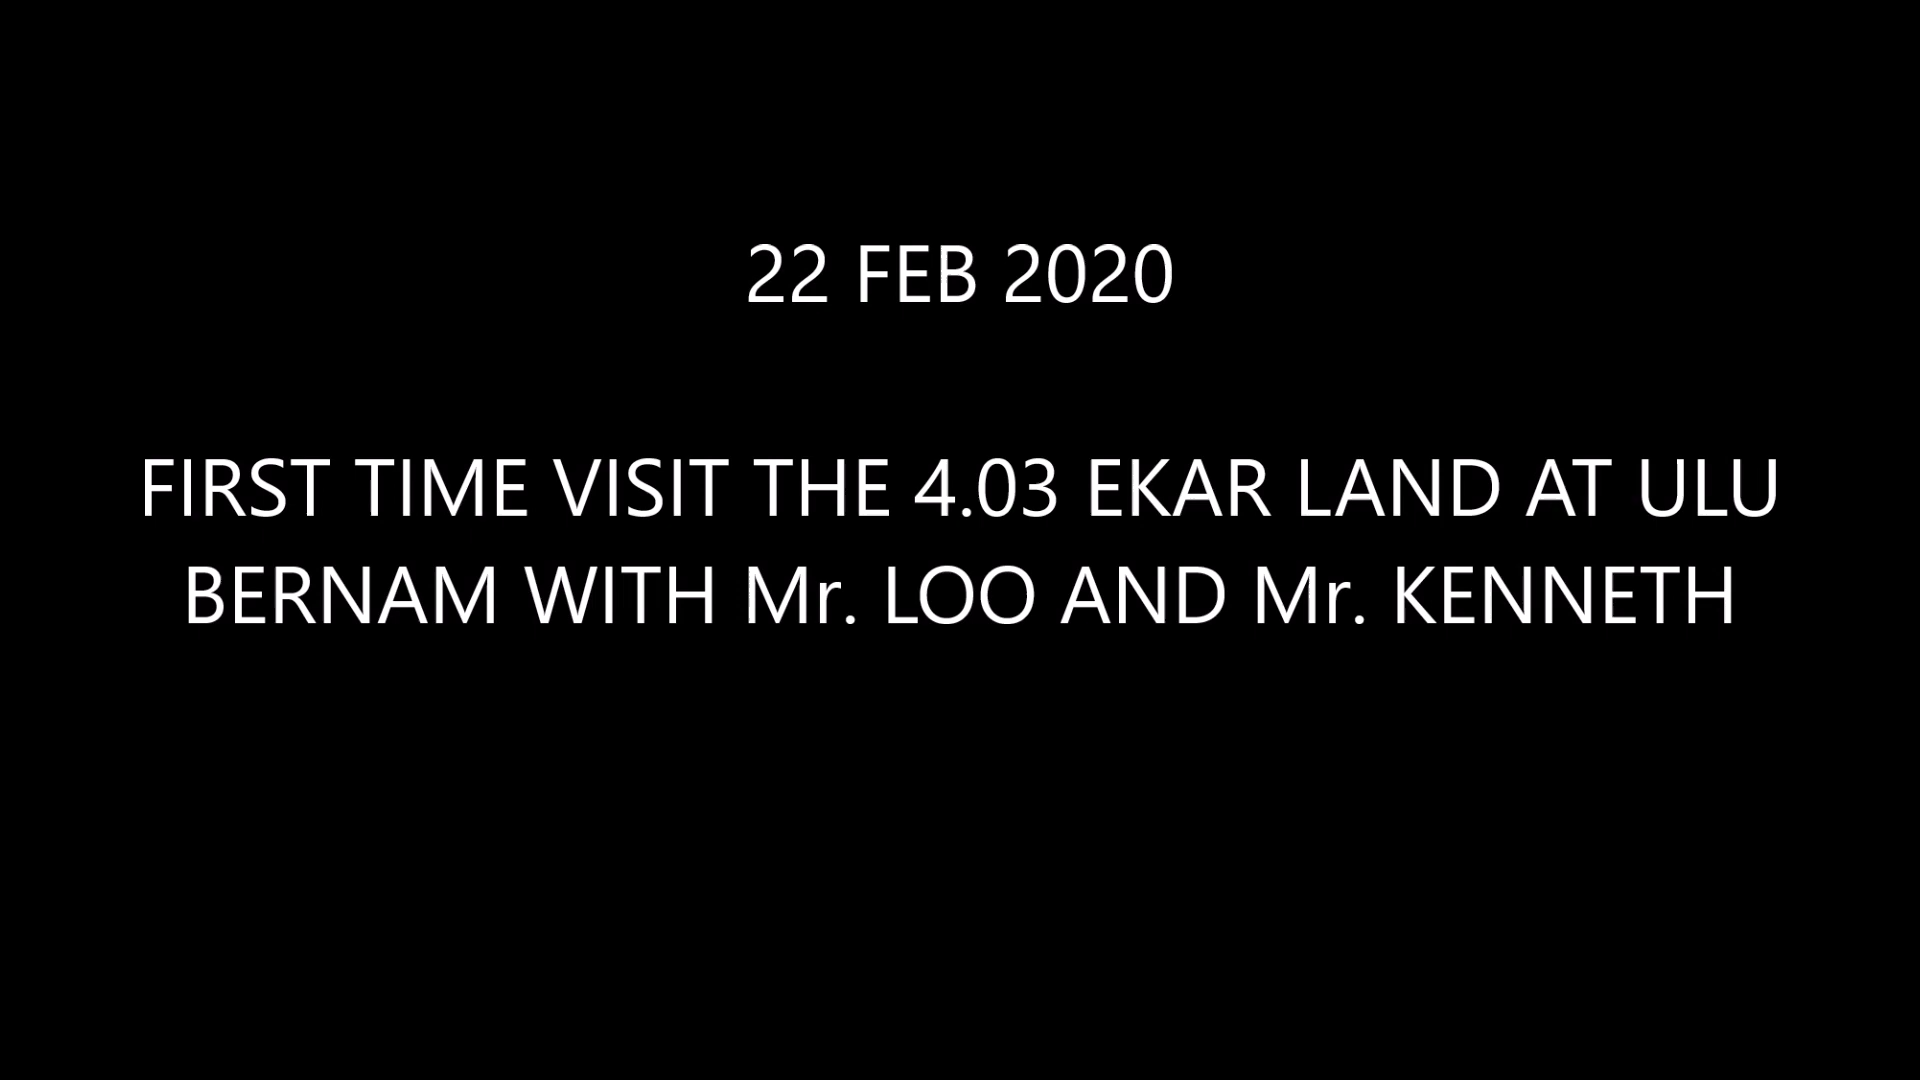 22 FEB 2020
FIRST TIME VISIT THE 4.03 EKAR LAND AT ULU
BERNAM WITH Mr. LOO AND Mr. KENNETH